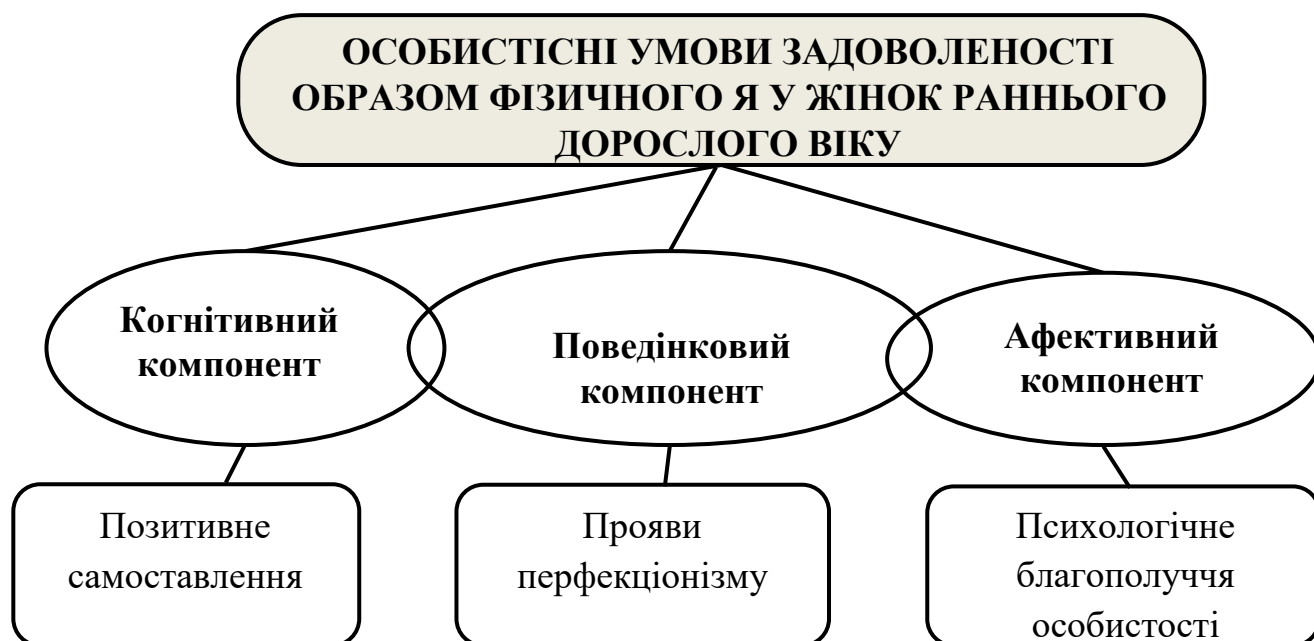 ОСОБИСТІСНІ УМОВИ ЗАДОВОЛЕНОСТІ
ОБРАЗОМ ФІЗИЧНОГО Я У ЖІНОК РАННЬОГО
ДОРОСЛОГО ВІКУ
Когнітивний
компонент
Поведінковий
компонент
Афективний
компонент
Позитивне
самоставлення
Прояви
перфекціонізму
Психологічне
благополуччя
особистості